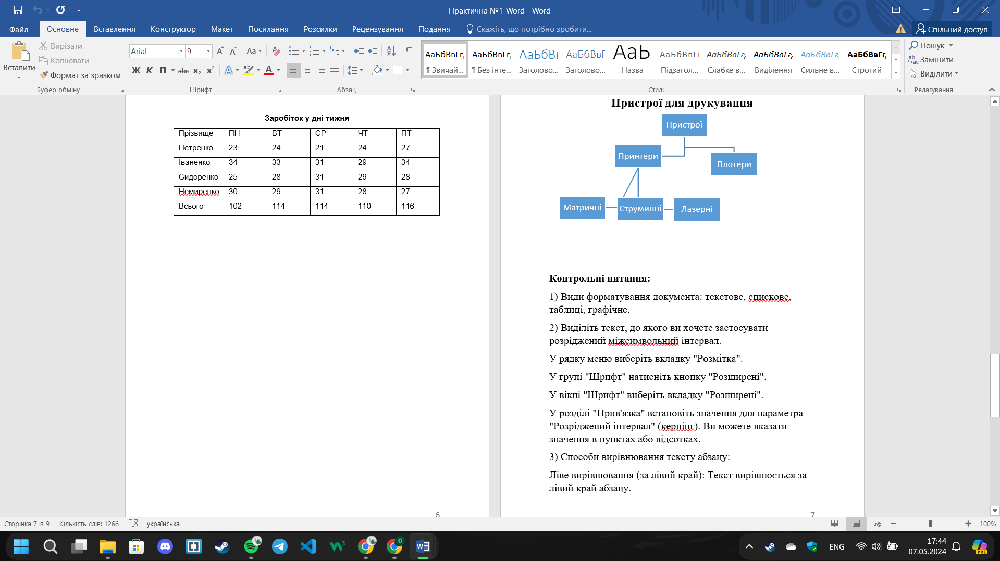 Практична №1-Word - Word
Файл
Основне
Вставлення
Конструктор
Макет
Посилання
Розсилки
Рецензування
Подання
Скажіть, що потрібно зробити...
Спільний доступ
Вставити
Вирізати
Копіювати
Формат за зразком
Буфер обміну
Arial
9
Aa
Ж К П abc x₂ x²
Шрифт
Абзац
АаБбВвГг,
¶ Звичай...
АаБбВвГг,
¶ Без інте...
АаБбВв
Заголово...
АаБбВвГ
Заголово...
АаЬ
Назва
АаБбВвГг
Підзагол...
АаБбВвГг,
Слабке в...
АаБбВвГг,
Виділення
АаБбВвГг,
Сильне в...
АаБбВвГг,
Строгий
Стилі
Пошук
Замінити
Виділити
Редагування
Заробіток у дні тижня
Прізвище ПН ВТ СР ЧТ ПТ
Петренко 23 24 21 24 27
Іваненко 34 33 31 29 34
Сидоренко 25 28 31 29 28
Немиренко 30 29 31 28 27
Всього 102 114 114 110 116
6
Пристрої для друкування
Пристрої
Принтери
Плотери
Матричні
Струминні
Лазерні
Контрольні питання:
1) Види форматування документа: текстове, спискове,
таблиці, графічне.
2) Виділіть текст, до якого ви хочете застосувати
розріджений міжсимвольний інтервал.
У рядку меню виберіть вкладку "Розмітка".
У групі "Шрифт" натисніть кнопку "Розширені".
У вікні "Шрифт" виберіть вкладку "Розширені".
У розділі "Прив'язка" встановіть значення для параметра
"Розріджений інтервал" (кернінг). Ви можете вказати
значення в пунктах або відсотках.
3) Способи вирівнювання тексту абзацу:
Ліве вирівнювання (за лівий край): Текст вирівнюється за
лівий край абзацу.
7
Сторінка 7 із 9
Кількість слів: 1266
українська
100%
ENG
17:44
07.05.2024
PRE